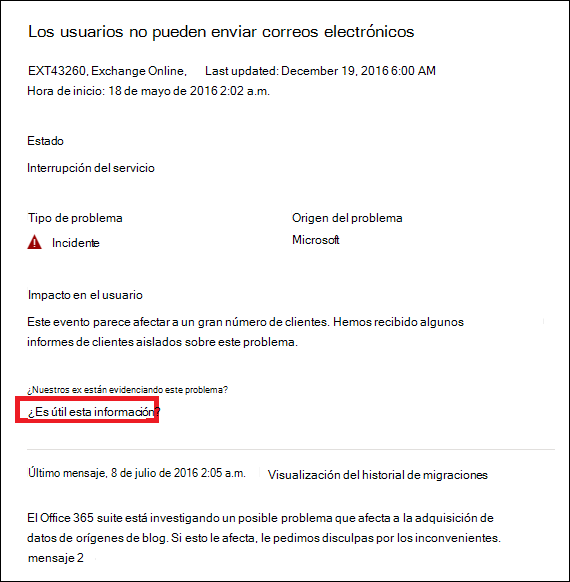 Los usuarios no pueden enviar correos electrónicos
EXT43260, Exchange Online, Last updated: December 19, 2016 6:00 AM
Hora de inicio: 18 de mayo de 2016 2:02 a.m.
Estado
Interrupción del servicio
Tipo de problema
Origen del problema
Incidente
Microsoft
Impacto en el usuario
Este evento parece afectar a un gran número de clientes. Hemos recibido algunos
informes de clientes aislados sobre este problema.
¿Nuestros ex están evidenciando este problema?
¿Es útil esta información?
Último mensaje, 8 de julio de 2016 2:05 a.m. Visualización del historial de migraciones
El Office 365 suite está investigando un posible problema que afecta a la adquisición de
datos de orígenes de blog. Si esto le afecta, le pedimos disculpas por los inconvenientes.
mensaje 2